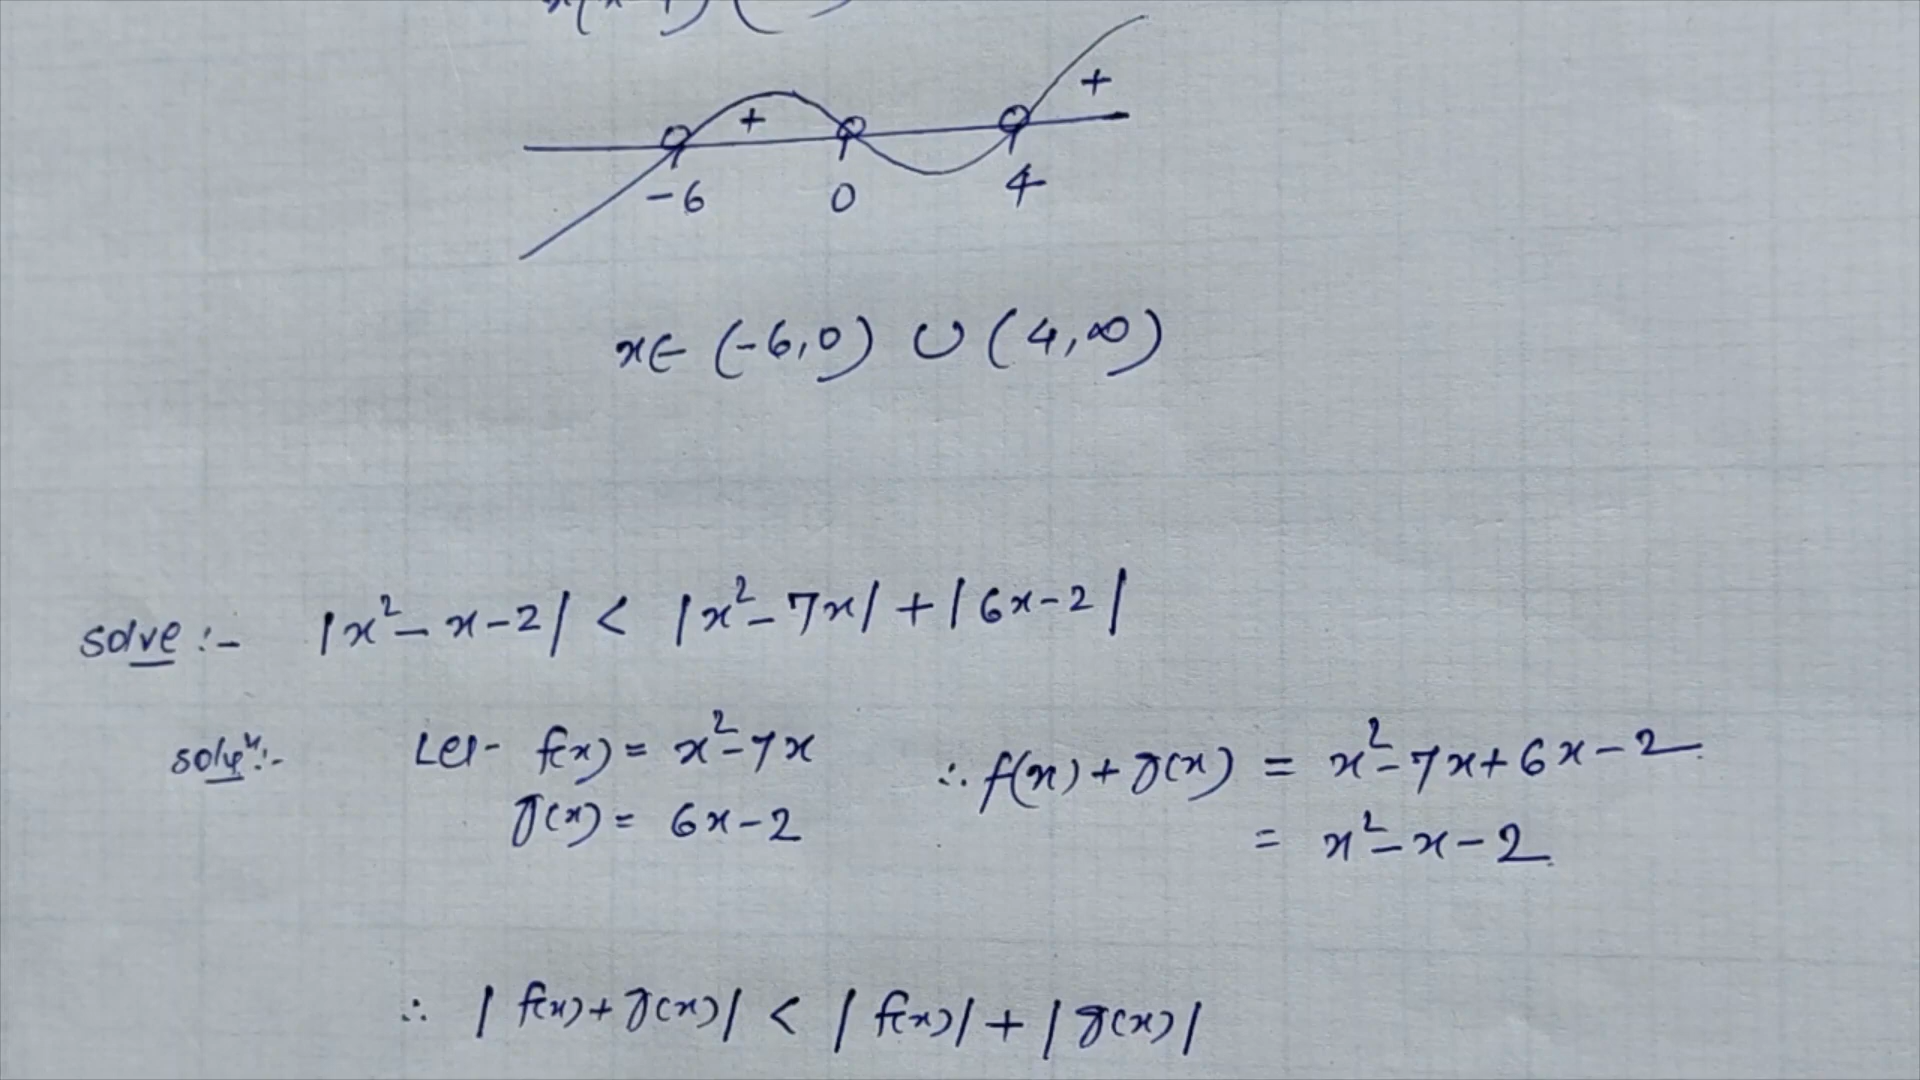 + +
-6 0 4
x∈ (-6,0) ∪ (4,∞)
solve :- |x²-x-2| < |x²-7x|+|6x-2|
solⁿ:- Let f(x) = x²-7x ∴ f(x)+g(x) = x²-7x+6x-2
g(x) = 6x-2 = x²-x-2
∴ |f(x)+g(x)| < |f(x)|+|g(x)|